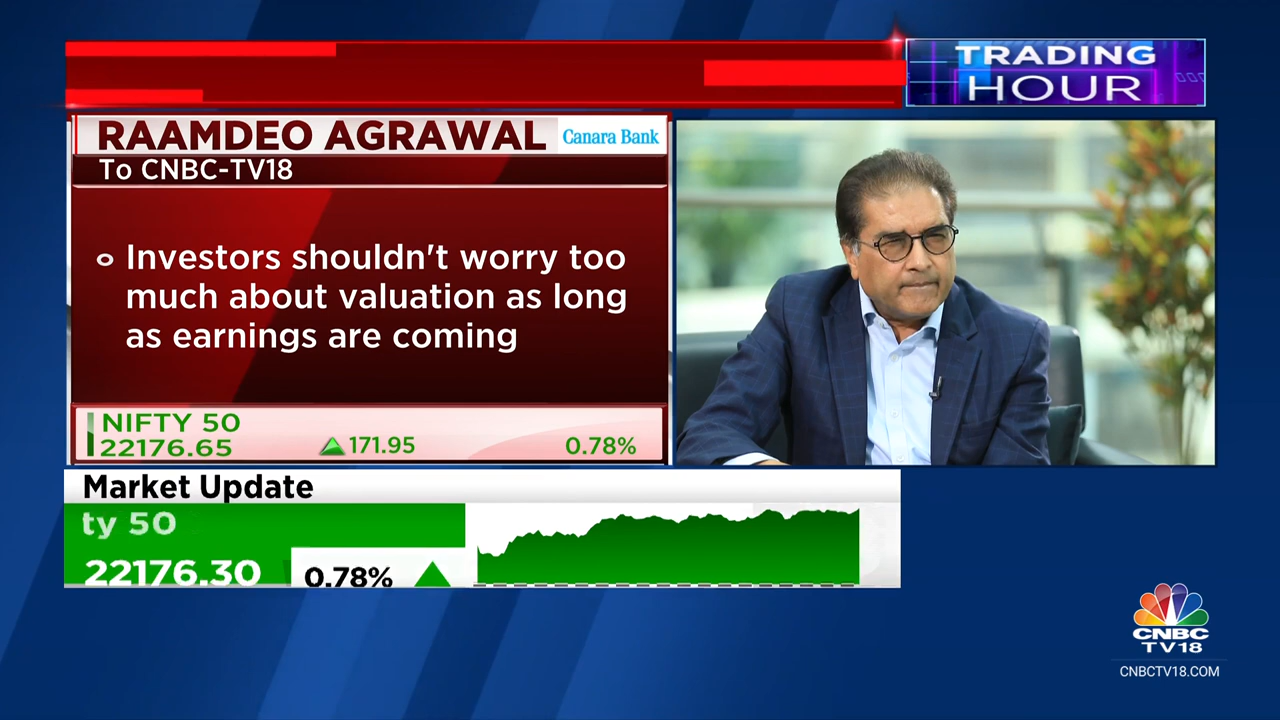 TRADING
HOUR
RAAMDEO AGRAWAL
Canara Bank
To CNBC-TV18
Investors shouldn't worry too
much about valuation as long
as earnings are coming
NIFTY 50
22176.65
171.95
0.78%
Market Update
ty 50
22176.30
0.78%
CNBC
TV18
CNBCTV18.COM